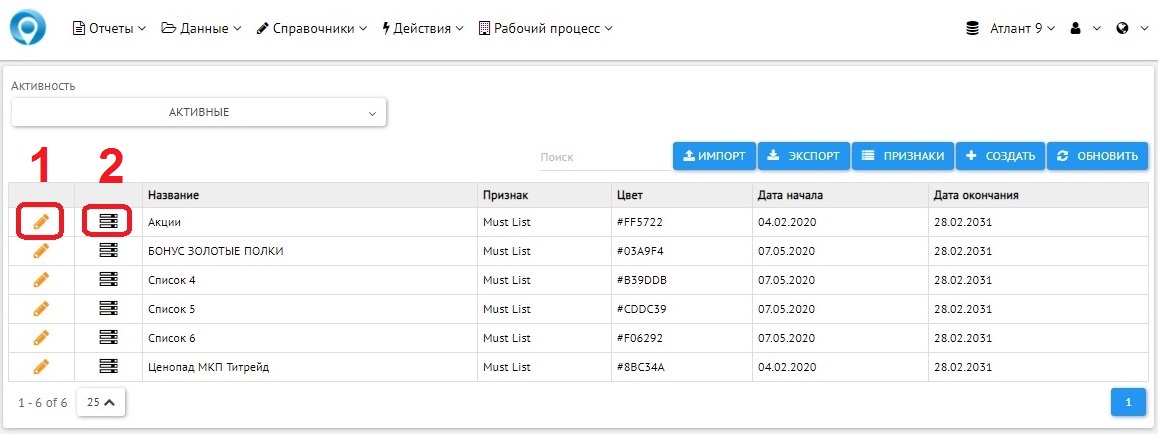 Отчеты Данные Справочники Действия Рабочий процесс Атлант 9
Активность
АКТИВНЫЕ
1 2
Поиск ИМПОРТ ЭКСПОРТ ПРИЗНАКИ СОЗДАТЬ ОБНОВИТЬ
Название Признак Цвет Дата начала Дата окончания
Акции Must List #FF5722 04.02.2020 28.02.2031
БОНУС ЗОЛОТЫЕ ПОЛКИ Must List #03A9F4 07.05.2020 28.02.2031
Список 4 Must List #B39DDB 07.05.2020 28.02.2031
Список 5 Must List #CDDC39 07.05.2020 28.02.2031
Список 6 Must List #F06292 07.05.2020 28.02.2031
Ценопад МКП Титрейд Must List #8BC34A 04.02.2020 28.02.2031
1 - 6 of 6 25 1